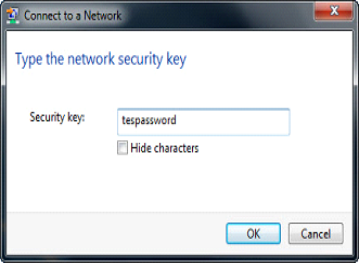 Connect to a Network
Type the network security key
Security key: tespassword
Hide characters
OK Cancel